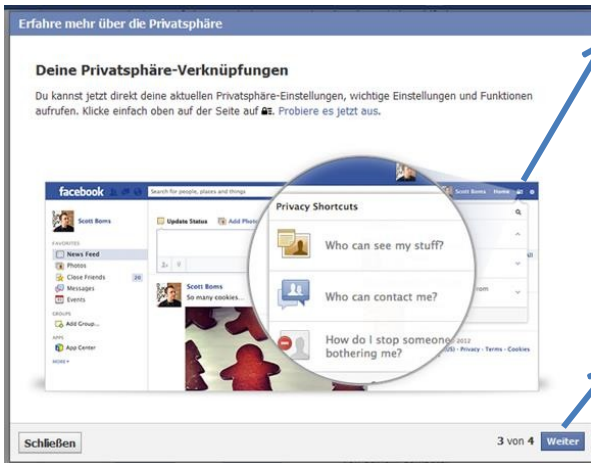 Erfahre mehr über die Privatsphäre
Deine Privatsphäre-Verknüpfungen
Du kannst jetzt direkt deine aktuellen Privatsphäre-Einstellungen, wichtige Einstellungen und Funktionen
aufrufen. Klicke einfach oben auf der Seite auf . Probiere es jetzt aus.
facebook
Search for people, places and things
Scott Boms Home
Scott Boms
FAVORITES
News Feed
Photos
Close Friends 20
Messages
Events
GROUPS
Add Group...
APPS
App Center
MORE
Update Status Add Photo
Scott Boms
So many cookies...
Privacy Shortcuts
Who can see my stuff?
Who can contact me?
How do I stop someone
bothering me?
2012
Privacy - Terms - Cookies
Schließen
3 von 4 Weiter